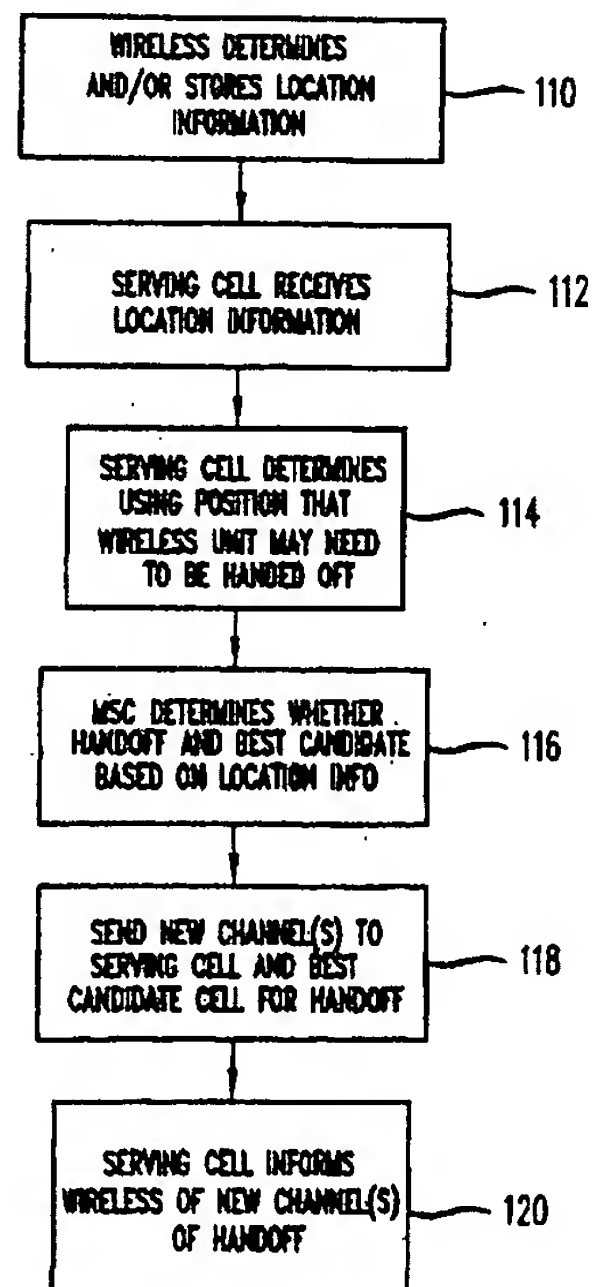 WIRELESS DETERMINES
AND/OR STORES LOCATION
INFORMATION
110
SERVING CELL RECEIVES
LOCATION INFORMATION
112
SERVING CELL DETERMINES
USING POSITION THAT
WIRELESS UNIT MAY NEED
TO BE HANDED OFF
114
MSC DETERMINES WHETHER
HANDOFF AND BEST CANDIDATE
BASED ON LOCATION INFO
116
SEND NEW CHANNEL(S) TO
SERVING CELL AND BEST
CANDIDATE CELL FOR HANDOFF
118
SERVING CELL INFORMS
WIRELESS OF NEW CHANNEL(S)
OF HANDOFF
120